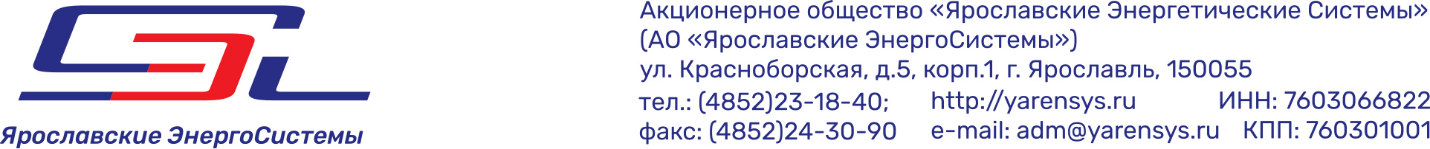 Акционерное общество «Ярославские Энергетические Системы»
(АО «Ярославские ЭнергоСистемы»)
ул. Красноборская, д.5, корп.1, г. Ярославль, 150055
тел.: (4852)23-18-40; http://yarensys.ru ИНН: 7603066822
факс: (4852)24-30-90 e-mail: adm@yarensys.ru КПП: 760301001
Ярославские ЭнергоСистемы